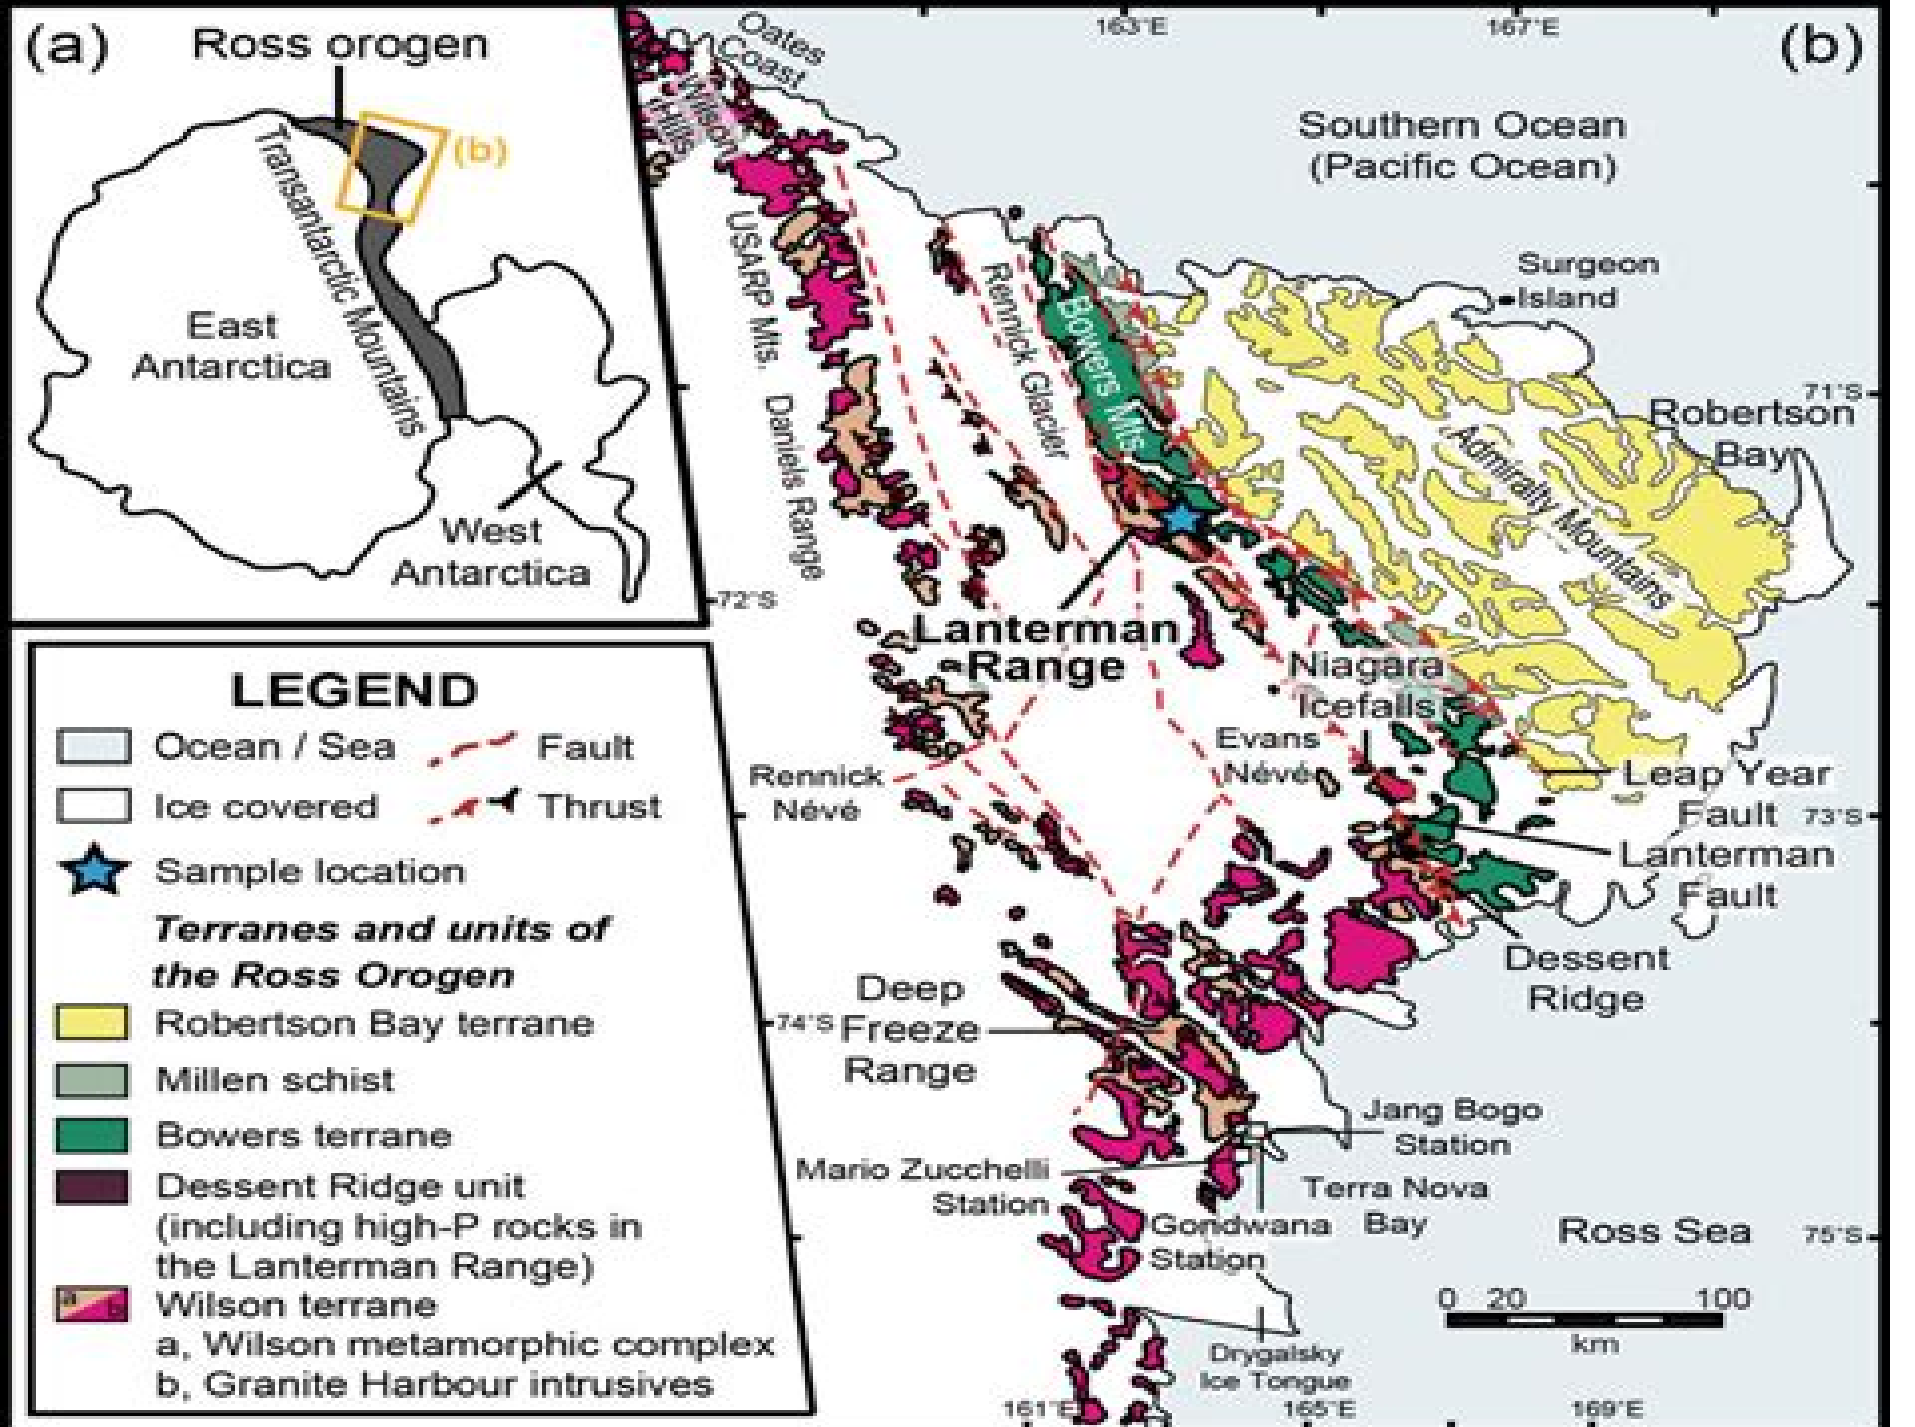 (a)
Ross orogen
(b)
Transantarctic Mountains
East
Antarctica
West
Antarctica
LEGEND
Ocean / Sea
Fault
Ice covered
Thrust
Sample location
Terranes and units of
the Ross Orogen
Robertson Bay terrane
Millen schist
Bowers terrane
Dessent Ridge unit
(including high-P rocks in
the Lanterman Range)
a b
Wilson terrane
a, Wilson metamorphic complex
b, Granite Harbour intrusives
(b)
163°E
167°E
Oates
Coast
Wilson
Hills
Southern Ocean
(Pacific Ocean)
USARP Mts.
Rennick Glacier
Bowers Mts.
Surgeon
Island
71°S
Robertson
Bay
Daniels Range
Admiralty Mountains
72°S
Lanterman
Range
Niagara
Icefalls
Evans
Névé
Rennick
Névé
Leap Year
Fault
73°S
Lanterman
Fault
Dessent
Ridge
Deep
74°S
Freeze
Range
Jang Bogo
Station
Mario Zucchelli
Station
Terra Nova
Bay
Gondwana
Station
Ross Sea
75°S
0 20 100
km
Drygalsky
Ice Tongue
161°E
165°E
169°E